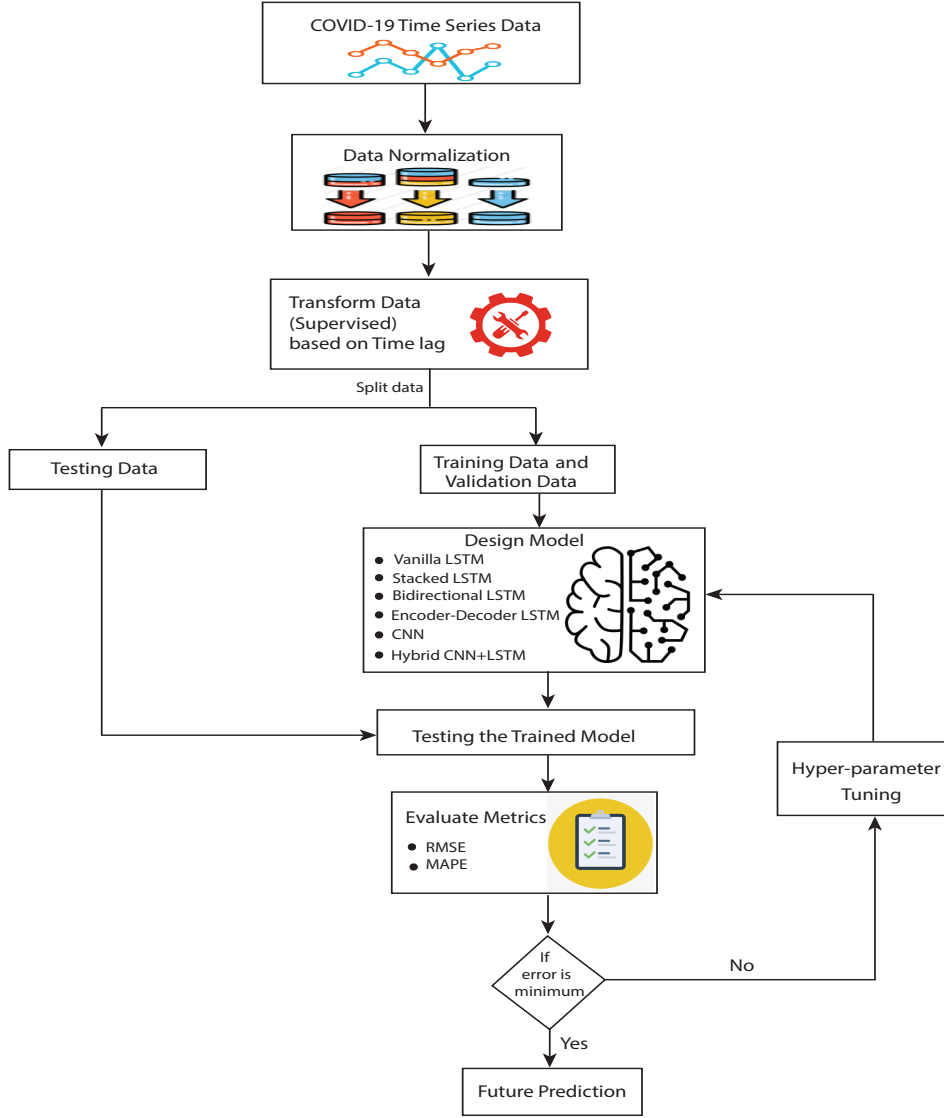 COVID-19 Time Series Data
Data Normalization
Transform Data
(Supervised)
based on Time lag
Split data
Testing Data
Training Data and
Validation Data
Design Model
• Vanilla LSTM
• Stacked LSTM
• Bidirectional LSTM
• Encoder-Decoder LSTM
• CNN
• Hybrid CNN+LSTM
Testing the Trained Model
Hyper-parameter
Tuning
Evaluate Metrics
• RMSE
• MAPE
If
error is
minimum
No
Yes
Future Prediction